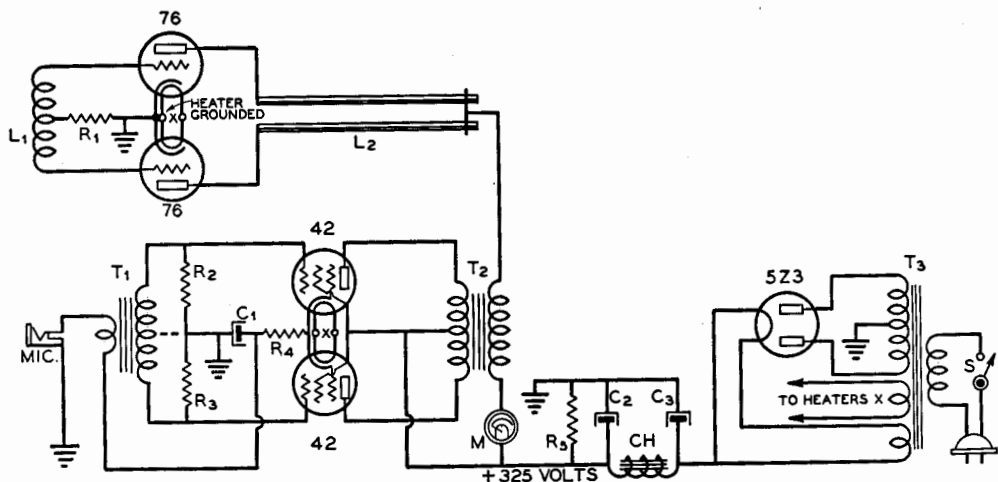 76
HEATER
GROUNDED
X
L1
R1
L2
76
42
T1
R2
T2
5Z3
T3
C1
R4
X
MIC.
R3
S
C2
C3
TO HEATERS X
42
M
R5
CH
+325 VOLTS